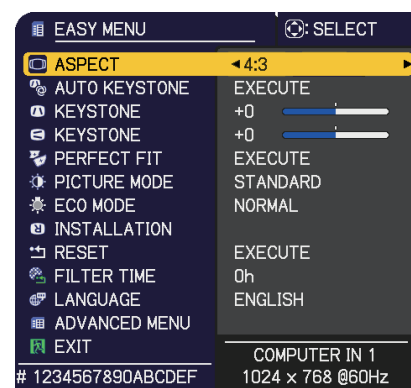 EASY MENU : SELECT
ASPECT 4:3
AUTO KEYSTONE EXECUTE
KEYSTONE +0
KEYSTONE +0
PERFECT FIT EXECUTE
PICTURE MODE STANDARD
ECO MODE NORMAL
INSTALLATION
RESET EXECUTE
FILTER TIME 0h
LANGUAGE ENGLISH
ADVANCED MENU
EXIT
COMPUTER IN 1
# 1234567890ABCDEF 1024 × 768 @60Hz